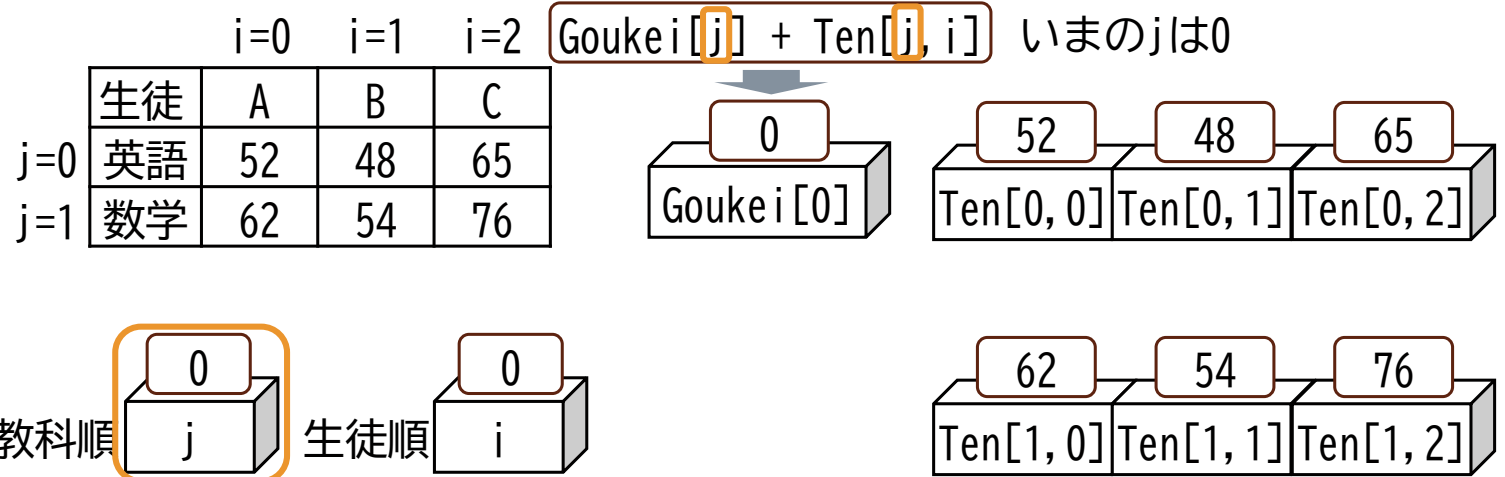 i=0 i=1 i=2 Goukei[j] + Ten[j,i] いまのjは0
生徒 A B C
j=0 英語 52 48 65
j=1 数学 62 54 76
0
Goukei[0]
52 48 65
Ten[0,0] Ten[0,1] Ten[0,2]
0 0
教科順 j 生徒順 i
62 54 76
Ten[1,0] Ten[1,1] Ten[1,2]